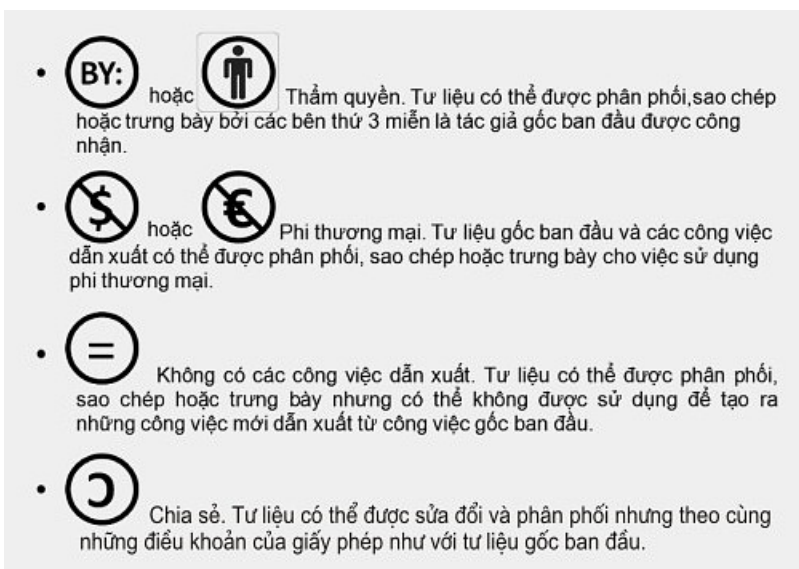 • BY: hoặc Thẩm quyền. Tư liệu có thể được phân phối,sao chép
hoặc trưng bày bởi các bên thứ 3 miễn là tác giả gốc ban đầu được công
nhận.
• $ hoặc € Phi thương mại. Tư liệu gốc ban đầu và các công việc
dẫn xuất có thể được phân phối, sao chép hoặc trưng bày cho việc sử dụng
phi thương mại.
• = Không có các công việc dẫn xuất. Tư liệu có thể được phân phối,
sao chép hoặc trưng bày nhưng có thể không được sử dụng để tạo ra
những công việc mới dẫn xuất từ công việc gốc ban đầu.
• Chia sẻ. Tư liệu có thể được sửa đổi và phân phối nhưng theo cùng
những điều khoản của giấy phép như với tư liệu gốc ban đầu.